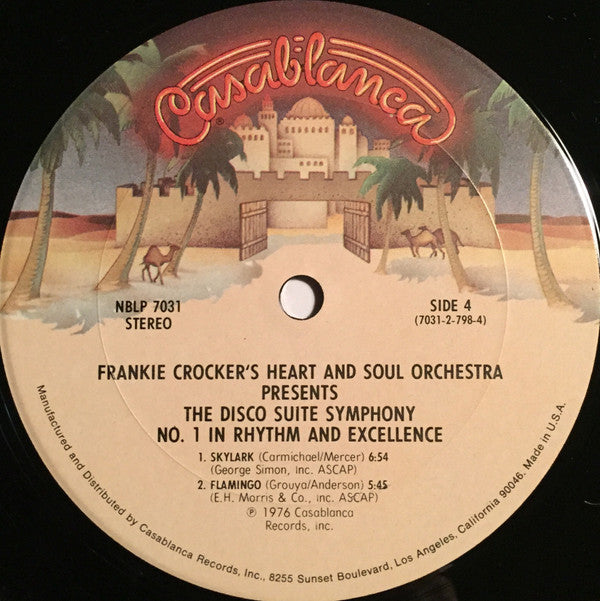 Casablanca
®
NBLP 7031
STEREO
SIDE 4
(7031-2-798-4)
FRANKIE CROCKER'S HEART AND SOUL ORCHESTRA
PRESENTS
THE DISCO SUITE SYMPHONY
NO. 1 IN RHYTHM AND EXCELLENCE
1. SKYLARK (Carmichael/Mercer) 6:54
(George Simon, Inc. ASCAP)
2. FLAMINGO (Grouya/Anderson) 5:45
(E.H. Morris & Co., Inc. ASCAP)
℗ 1976 Casablanca
Records, Inc.
Manufactured and Distributed by Casablanca Records, Inc., 8255 Sunset Boulevard, Los Angeles, California 90046. Made in U.S.A.